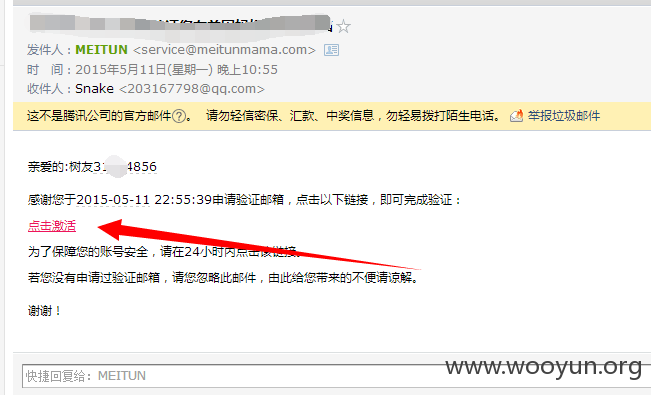 发件人：MEITUN <service@meitunmama.com>
时　间：2015年5月11日(星期一) 晚上10:55
收件人：Snake <203167798@qq.com>
这不是腾讯公司的官方邮件?。 请勿轻信密保、汇款、中奖信息，勿轻易拨打陌生电话。 举报垃圾邮件
亲爱的:树友3 4856
感谢您于2015-05-11 22:55:39申请验证邮箱，点击以下链接，即可完成验证：
点击激活
为了保障您的账号安全，请在24小时内点击该链接。
若您没有申请过验证邮箱，请您忽略此邮件，由此给您带来的不便请谅解。
谢谢！
www.wooyun.org
快捷回复给：MEITUN